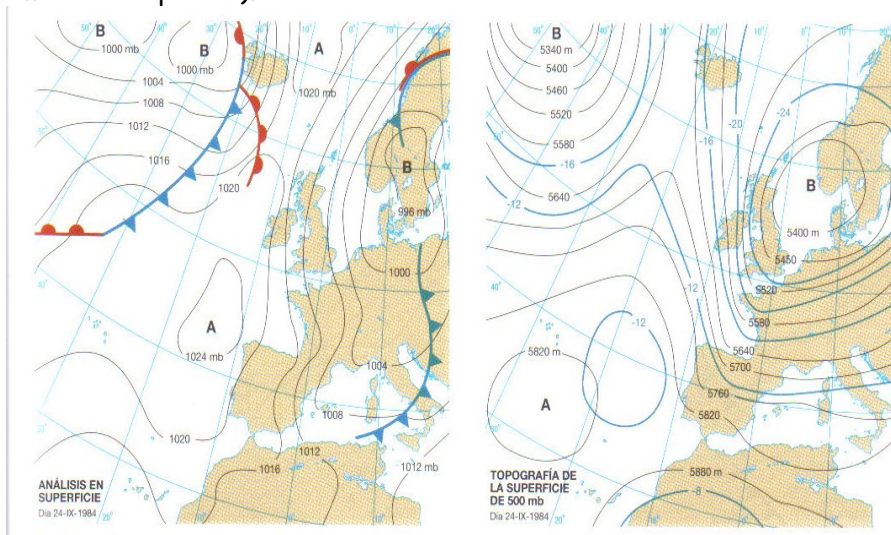 B
1000 mb
B
1000 mb
1004
1008
1012
1016
1020
A
1020 mb
B
996 mb
1000
A
1024 mb
1004
1008
1020
1016
1012
1012 mb
ANÁLISIS EN
SUPERFICIE
Día 24-IX-1984
B
5340 m
5400
5460
5520
5580
-16
5640
-12
-16
-20
-24
B
5400 m
5460
5520
5580
5640
5700
5760
5820
-12
-12
5820 m
A
5880 m
-8
TOPOGRAFÍA DE
LA SUPERFICIE
DE 500 mb
Día 24-IX-1984